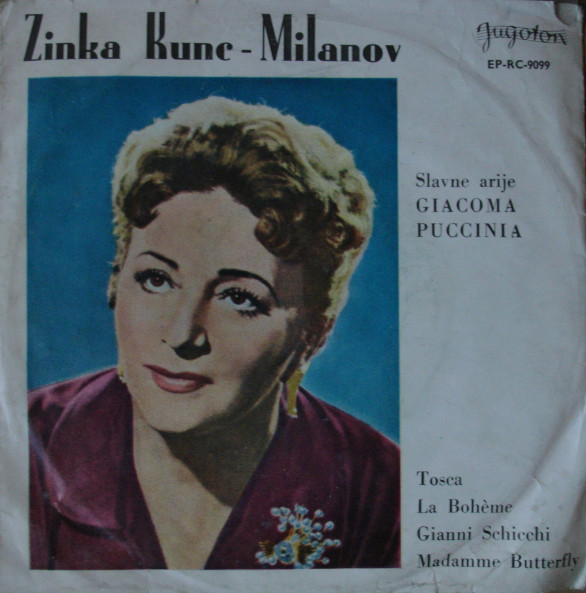 Zinka Kunc - Milanov
Jugoton
EP-RC-9099
Slavne arije
GIACOMA
PUCCINIA
Tosca
La Bohème
Gianni Schicchi
Madamme Butterfly